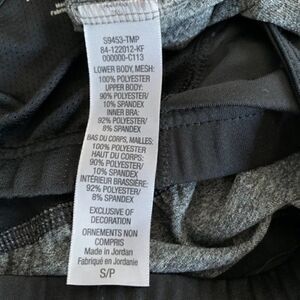 S9453-TMP
84-122012-KF
000000-C113
LOWER BODY, MESH:
100% POLYESTER
UPPER BODY:
90% POLYESTER/
10% SPANDEX
INNER BRA:
92% POLYESTER/
8% SPANDEX
BAS DU CORPS, MAILLES:
100% POLYESTER
HAUT DU CORPS:
90% POLYESTER/
10% SPANDEX
INTÉRIEUR BRASSIÈRE:
92% POLYESTER/
8% SPANDEX
EXCLUSIVE OF
DECORATION
ORNEMENTS NON
COMPRIS
Made in Jordan
Fabriqué en Jordanie
S/P